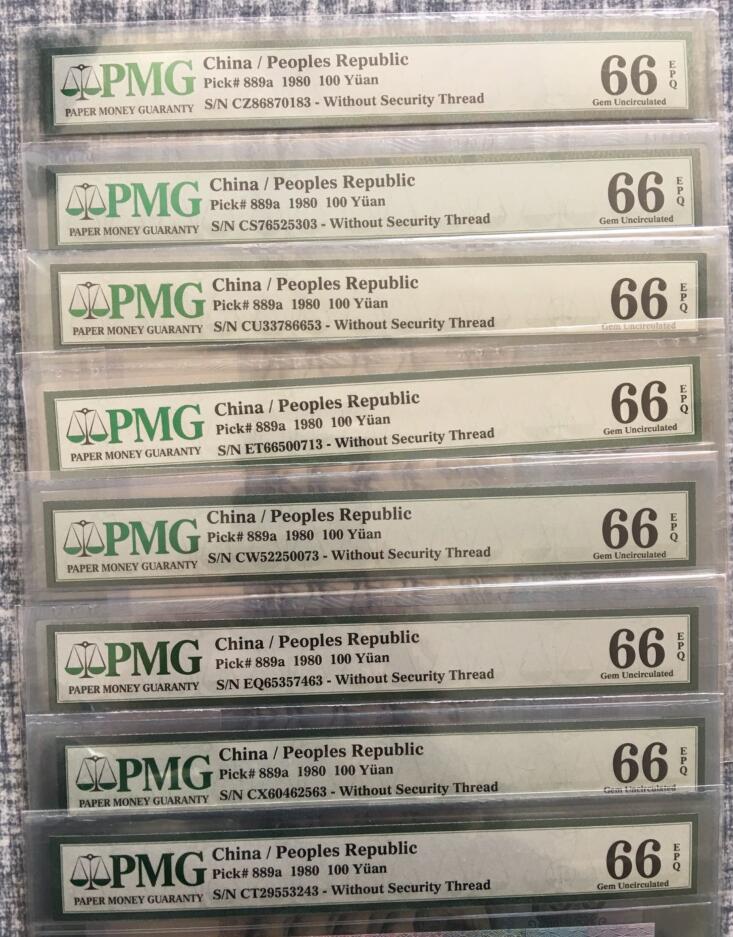 PMG
PAPER MONEY GUARANTY
China / Peoples Republic
Pick# 889a 1980 100 Yüan
S/N CZ86870183 - Without Security Thread
66 EPQ
Gem Uncirculated
PMG
PAPER MONEY GUARANTY
China / Peoples Republic
Pick# 889a 1980 100 Yüan
S/N CS76525303 - Without Security Thread
66 EPQ
Gem Uncirculated
PMG
PAPER MONEY GUARANTY
China / Peoples Republic
Pick# 889a 1980 100 Yüan
S/N CU33786653 - Without Security Thread
66 EPQ
Gem Uncirculated
PMG
PAPER MONEY GUARANTY
China / Peoples Republic
Pick# 889a 1980 100 Yüan
S/N ET66500713 - Without Security Thread
66 EPQ
Gem Uncirculated
PMG
PAPER MONEY GUARANTY
China / Peoples Republic
Pick# 889a 1980 100 Yüan
S/N CW52250073 - Without Security Thread
66 EPQ
Gem Uncirculated
PMG
PAPER MONEY GUARANTY
China / Peoples Republic
Pick# 889a 1980 100 Yüan
S/N EQ65357463 - Without Security Thread
66 EPQ
Gem Uncirculated
PMG
PAPER MONEY GUARANTY
China / Peoples Republic
Pick# 889a 1980 100 Yüan
S/N CX60462563 - Without Security Thread
66 EPQ
Gem Uncirculated
PMG
PAPER MONEY GUARANTY
China / Peoples Republic
Pick# 889a 1980 100 Yüan
S/N CT29553243 - Without Security Thread
66 EPQ
Gem Uncirculated